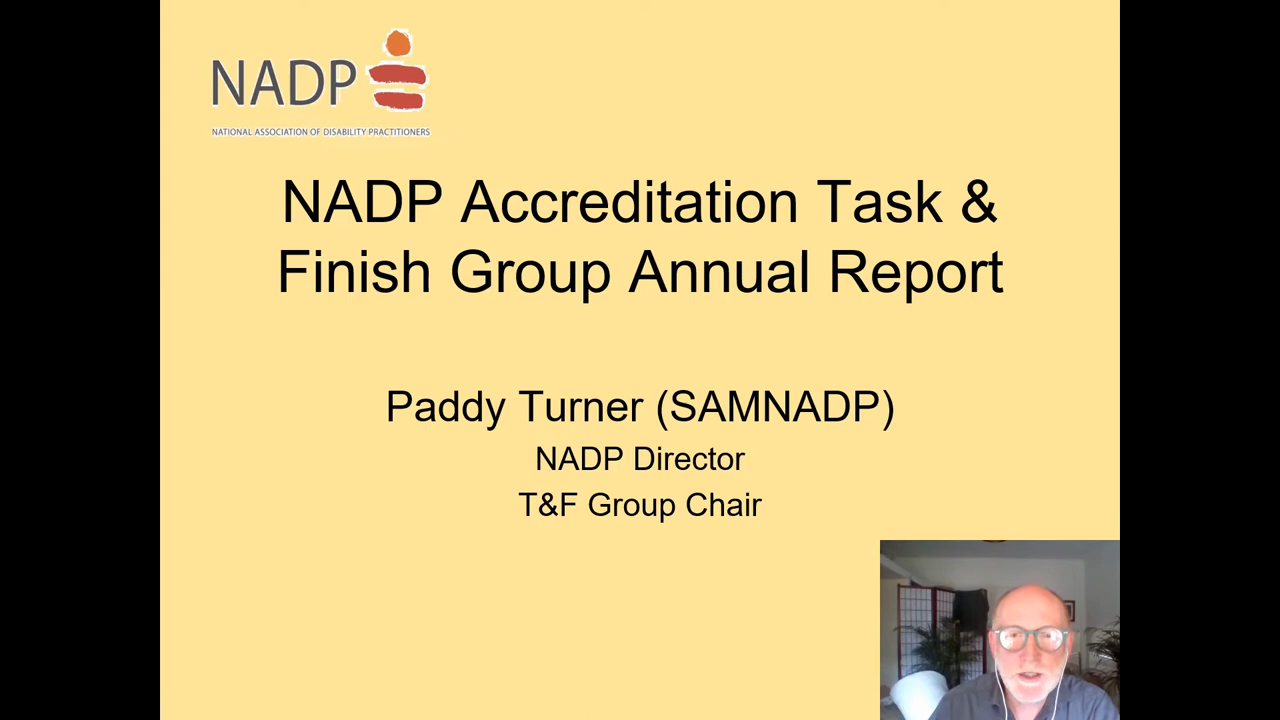 NADP
NATIONAL ASSOCIATION OF DISABILITY PRACTITIONERS
NADP Accreditation Task &
Finish Group Annual Report
Paddy Turner (SAMNADP)
NADP Director
T&F Group Chair